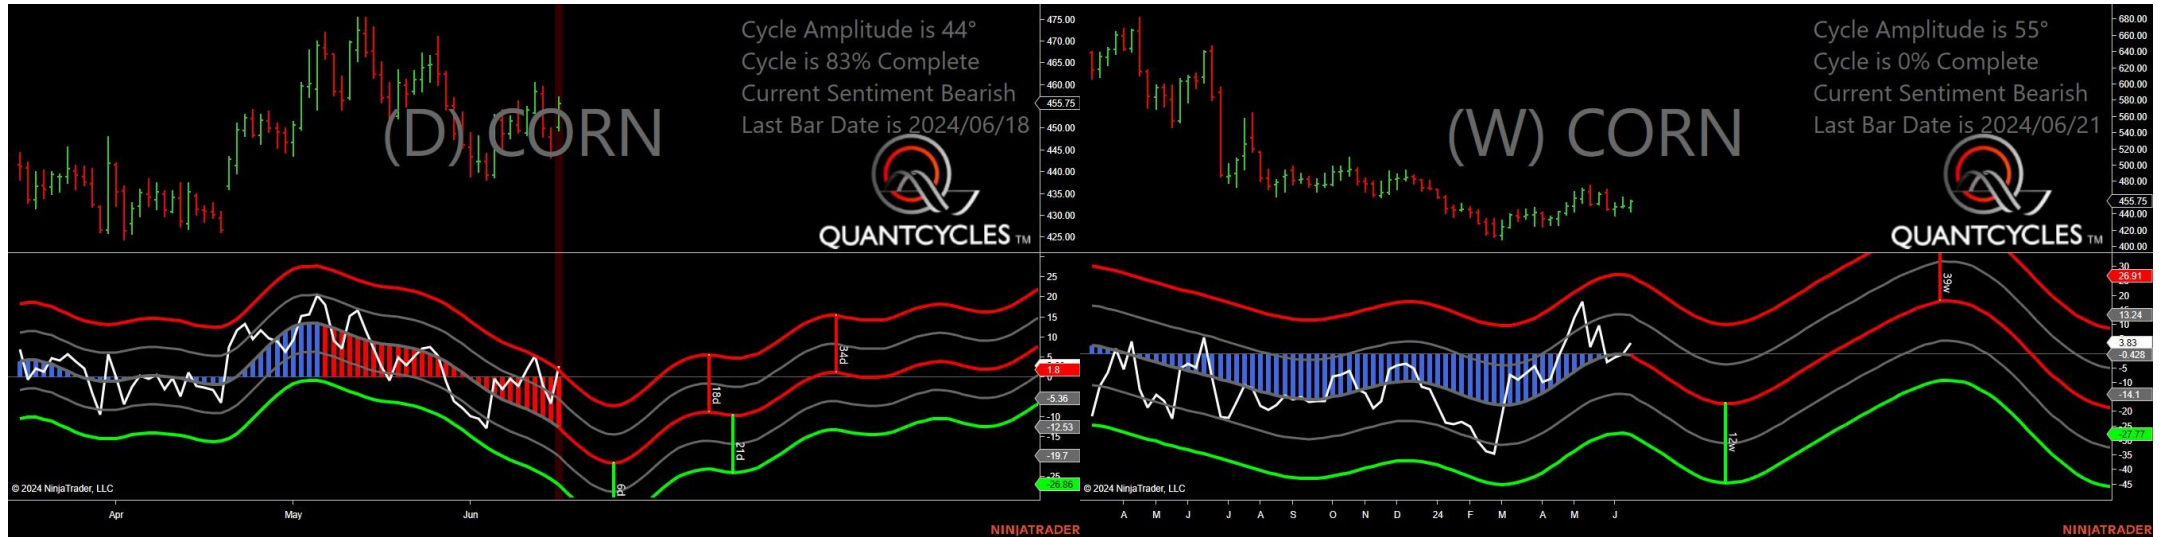 Cycle Amplitude is 44°
Cycle is 83% Complete
Current Sentiment Bearish
Last Bar Date is 2024/06/18
(D) CORN
QUANTCYCLES TM
475.00
470.00
465.00
460.00
455.75
450.00
445.00
440.00
435.00
430.00
425.00
25
20
15
10
5
1.8
0
-5.36
-10
-12.53
-15
-19.7
-26.86
18d
34d
21d
6d
© 2024 NinjaTrader, LLC
Apr
May
Jun
NINJATRADER
Cycle Amplitude is 55°
Cycle is 0% Complete
Current Sentiment Bearish
Last Bar Date is 2024/06/21
(W) CORN
QUANTCYCLES TM
680.00
660.00
640.00
620.00
600.00
580.00
560.00
540.00
520.00
500.00
480.00
455.75
440.00
420.00
400.00
30
26.91
20
13.24
10
3.83
-0.428
-5
-10
-14.1
-20
-27.77
-35
-40
-45
39w
12w
© 2024 NinjaTrader, LLC
A M J J A S O N D 24 F M A M J
NINJATRADER